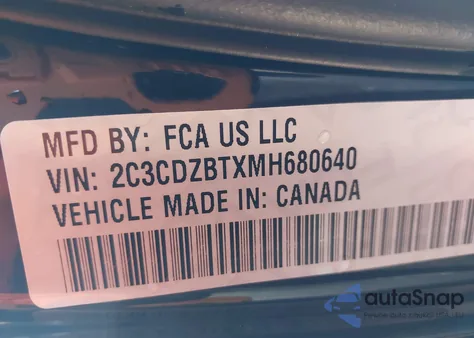 MFD BY: FCA US LLC
VIN: 2C3CDZBTXMH680640
VEHICLE MADE IN: CANADA
autoSnap